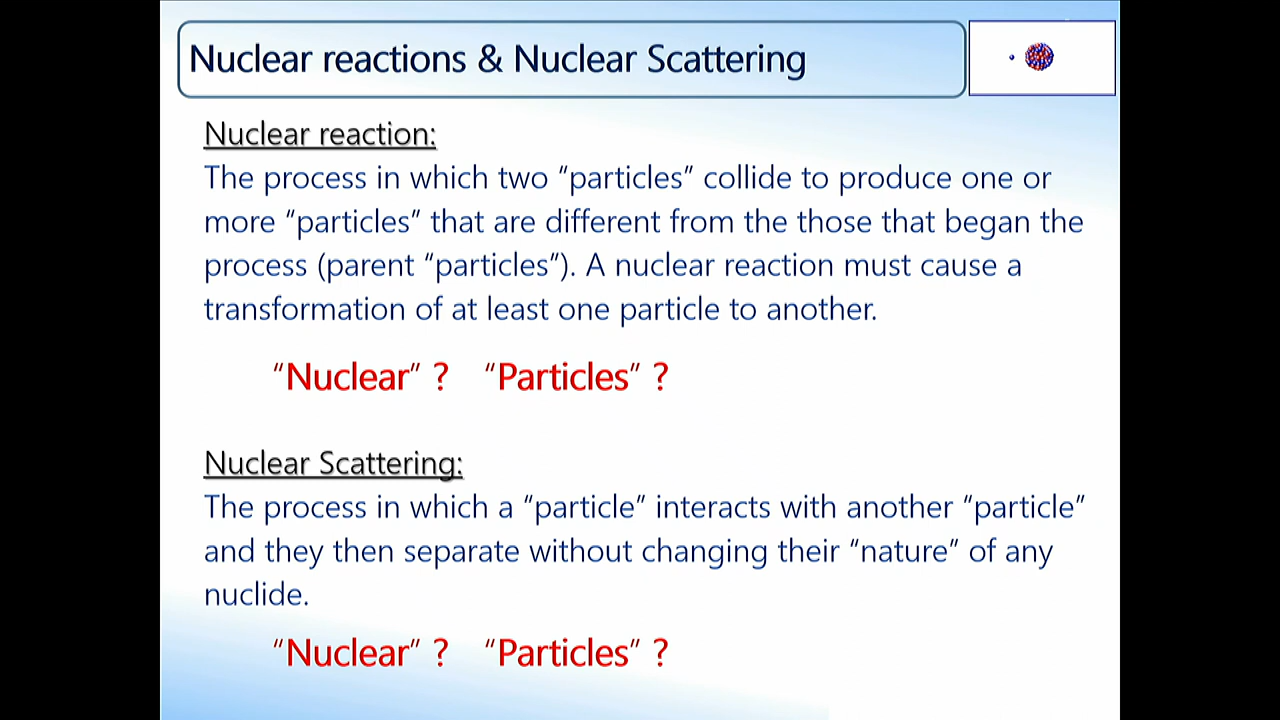 Nuclear reactions & Nuclear Scattering
Nuclear reaction:
The process in which two “particles” collide to produce one or
more “particles” that are different from the those that began the
process (parent “particles”). A nuclear reaction must cause a
transformation of at least one particle to another.
“Nuclear” ? “Particles” ?
Nuclear Scattering:
The process in which a “particle” interacts with another “particle”
and they then separate without changing their “nature” of any
nuclide.
“Nuclear” ? “Particles” ?